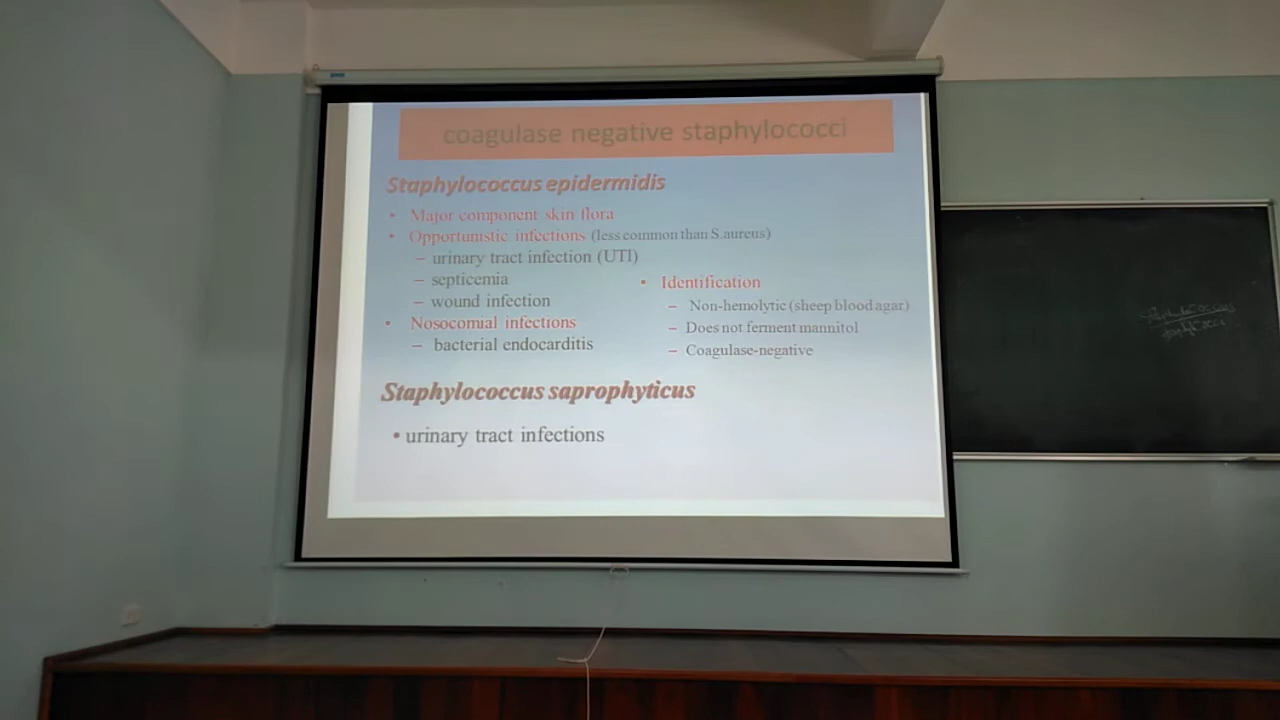 coagulase negative staphylococci
Staphylococcus epidermidis
• Major component skin flora
• Opportunistic infections (less common than S.aureus)
– urinary tract infection (UTI)
– septicemia
– wound infection
• Nosocomial infections
– bacterial endocarditis
• Identification
– Non-hemolytic (sheep blood agar)
– Does not ferment mannitol
– Coagulase-negative
Staphylococcus saprophyticus
• urinary tract infections